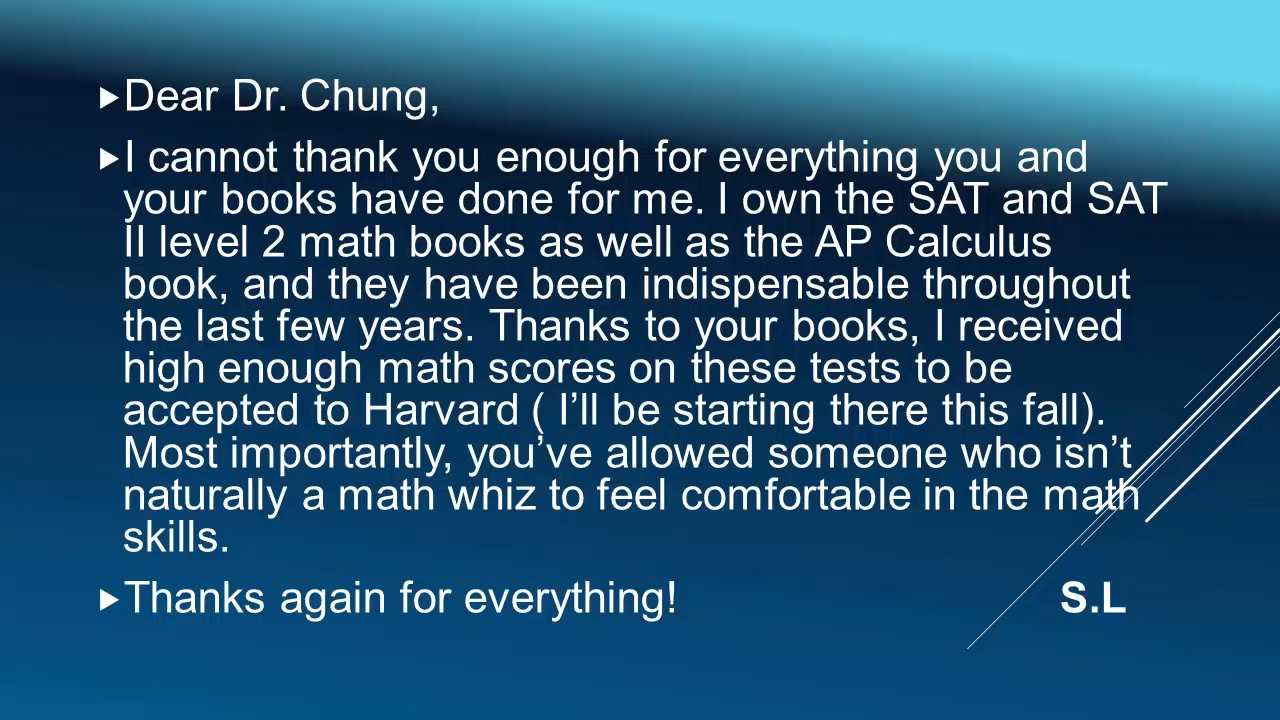 Dear Dr. Chung,
I cannot thank you enough for everything you and
your books have done for me. I own the SAT and SAT
II level 2 math books as well as the AP Calculus
book, and they have been indispensable throughout
the last few years. Thanks to your books, I received
high enough math scores on these tests to be
accepted to Harvard ( I’ll be starting there this fall).
Most importantly, you’ve allowed someone who isn’t
naturally a math whiz to feel comfortable in the math
skills.
Thanks again for everything! S.L